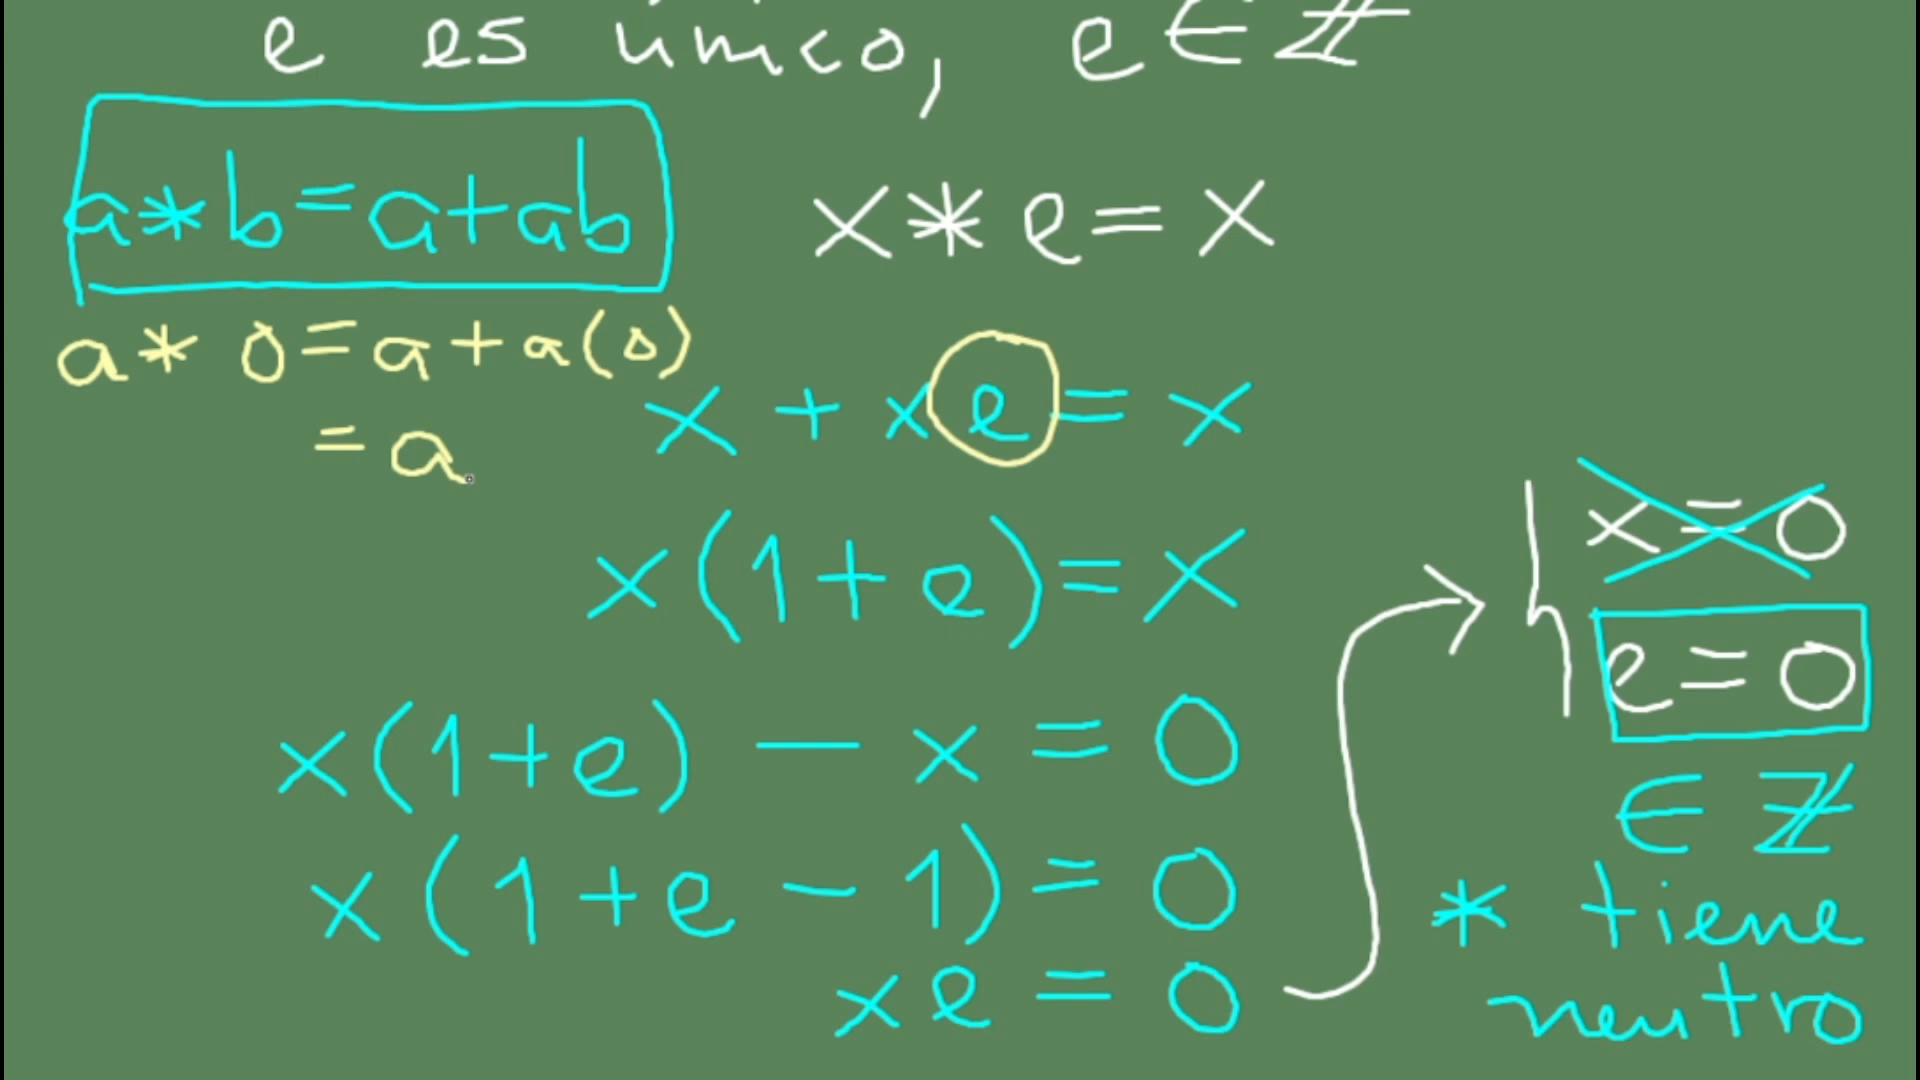 e es único, e∈ℤ
a*b=a+ab
x*e=x
a*0=a+a(0)
=a
x+xe=x
x(1+e)=x
x(1+e)-x=0
x(1+e-1)=0
xe=0
x=0
e=0
∈ℤ
* tiene
neutro